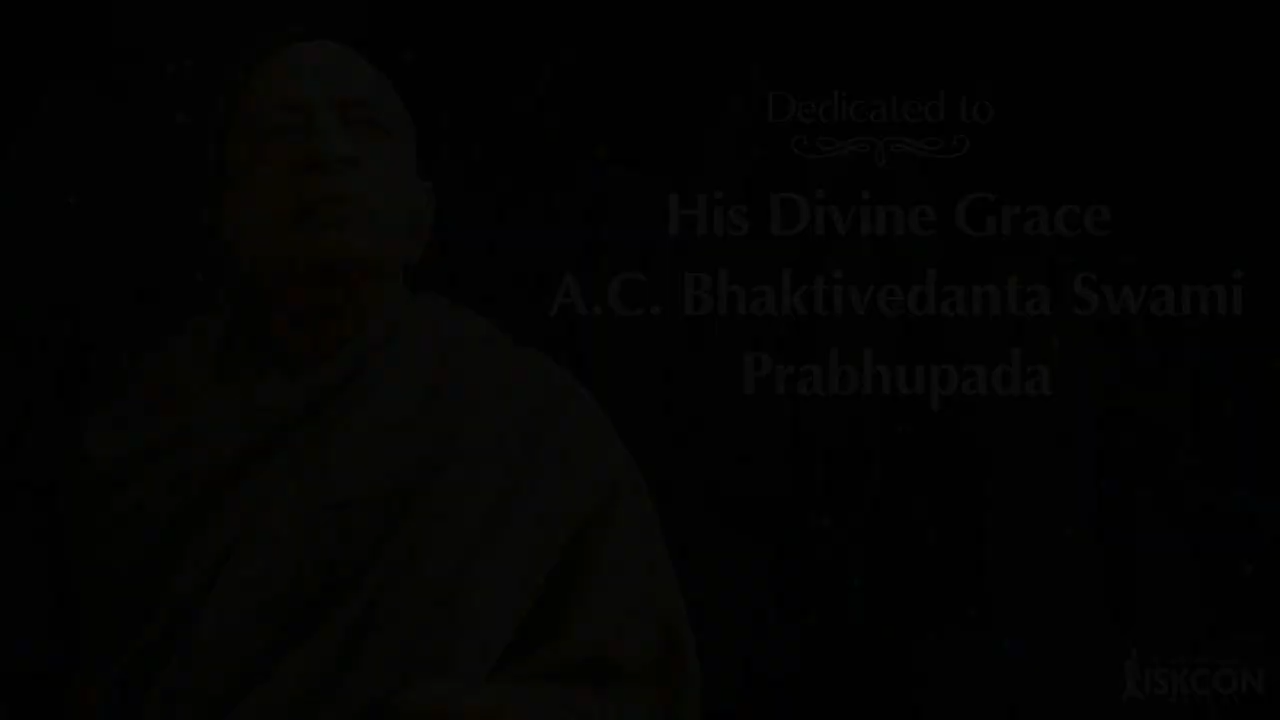 Dedicated to
His Divine Grace
A.C. Bhaktivedanta Swami
Prabhupada
ISKCON